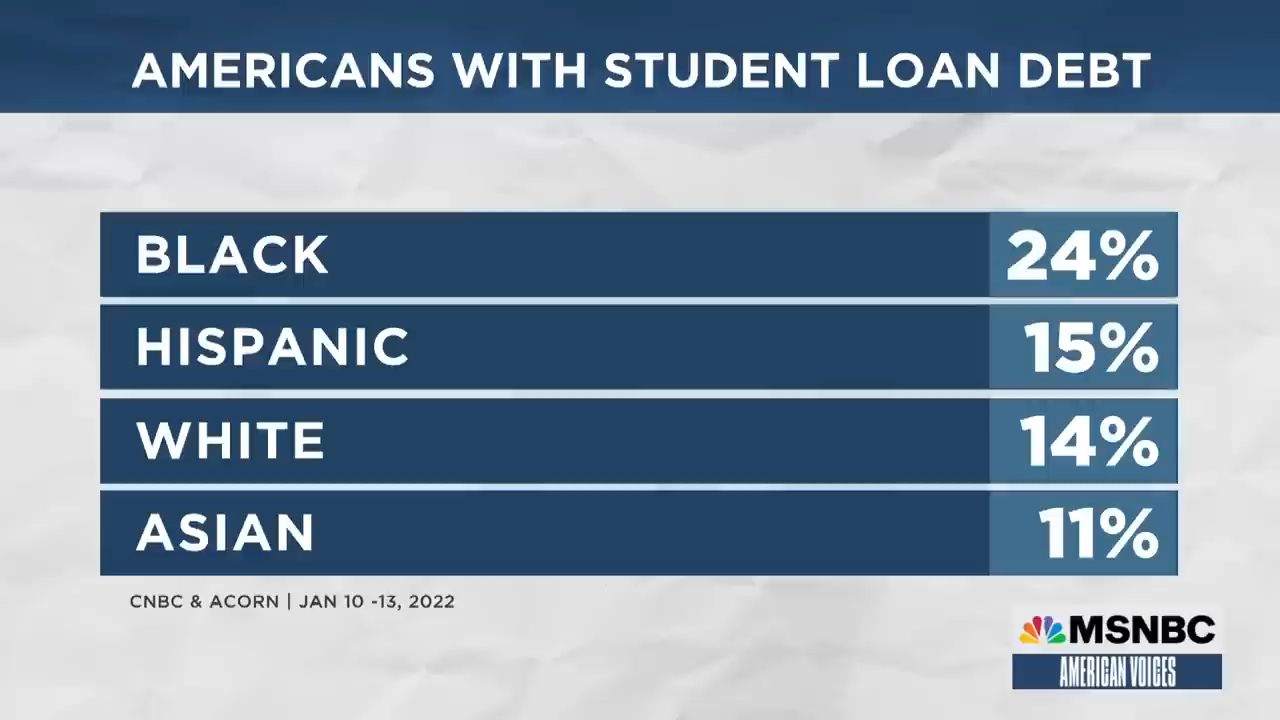 AMERICANS WITH STUDENT LOAN DEBT
BLACK 24%
HISPANIC 15%
WHITE 14%
ASIAN 11%
CNBC & ACORN | JAN 10 -13, 2022
MSNBC
AMERICAN VOICES